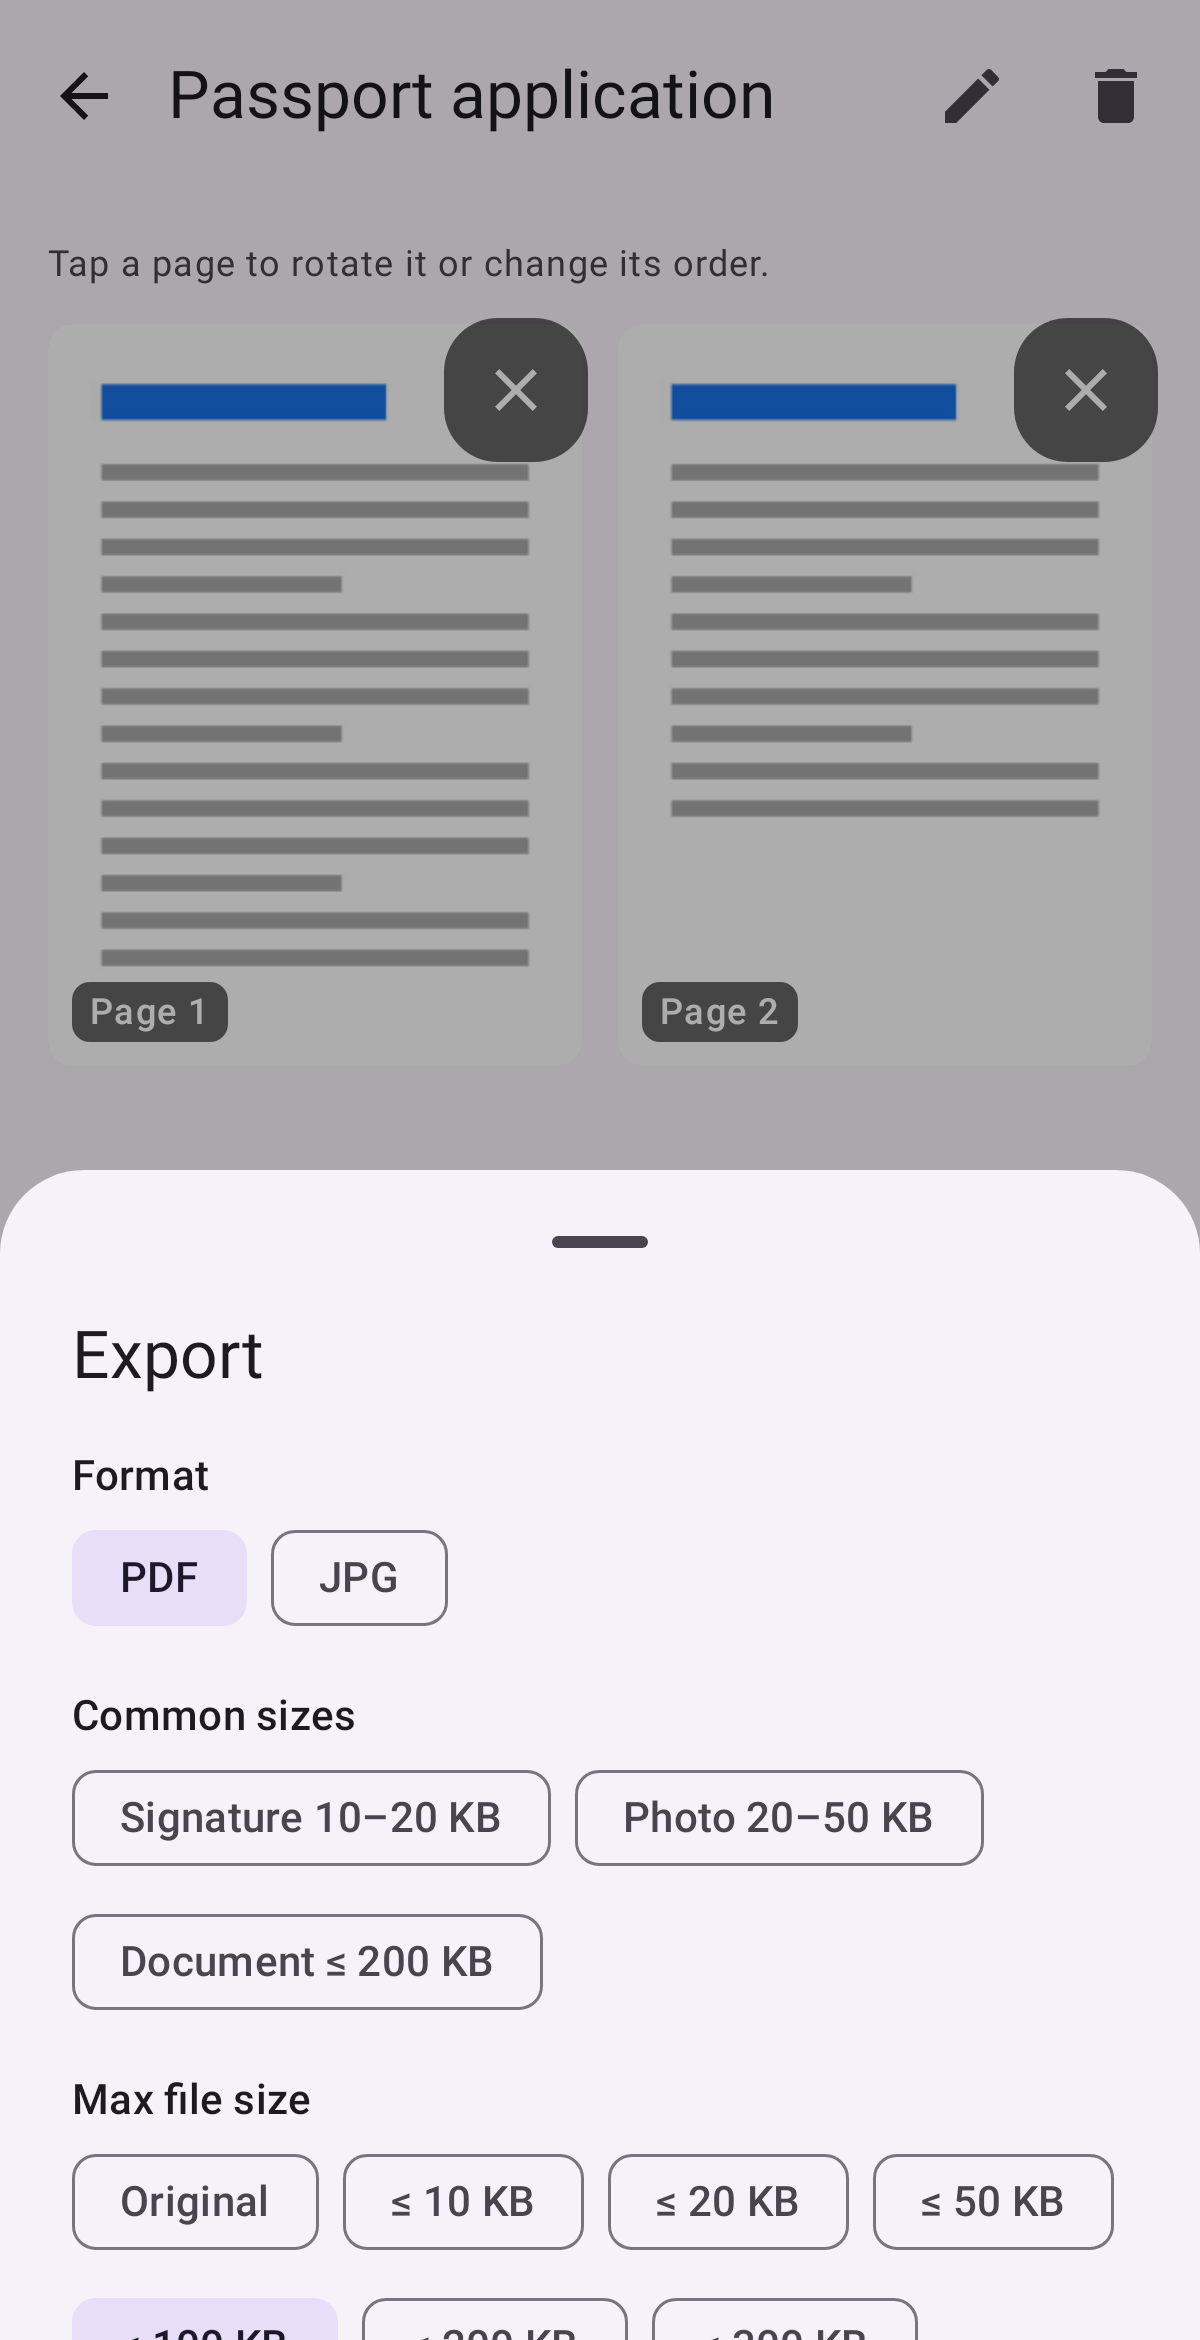 Passport application
Tap a page to rotate it or change its order.
Page 1
Page 2
Export
Format
PDF
JPG
Common sizes
Signature 10–20 KB
Photo 20–50 KB
Document ≤ 200 KB
Max file size
Original
≤ 10 KB
≤ 20 KB
≤ 50 KB
≤ 100 KB